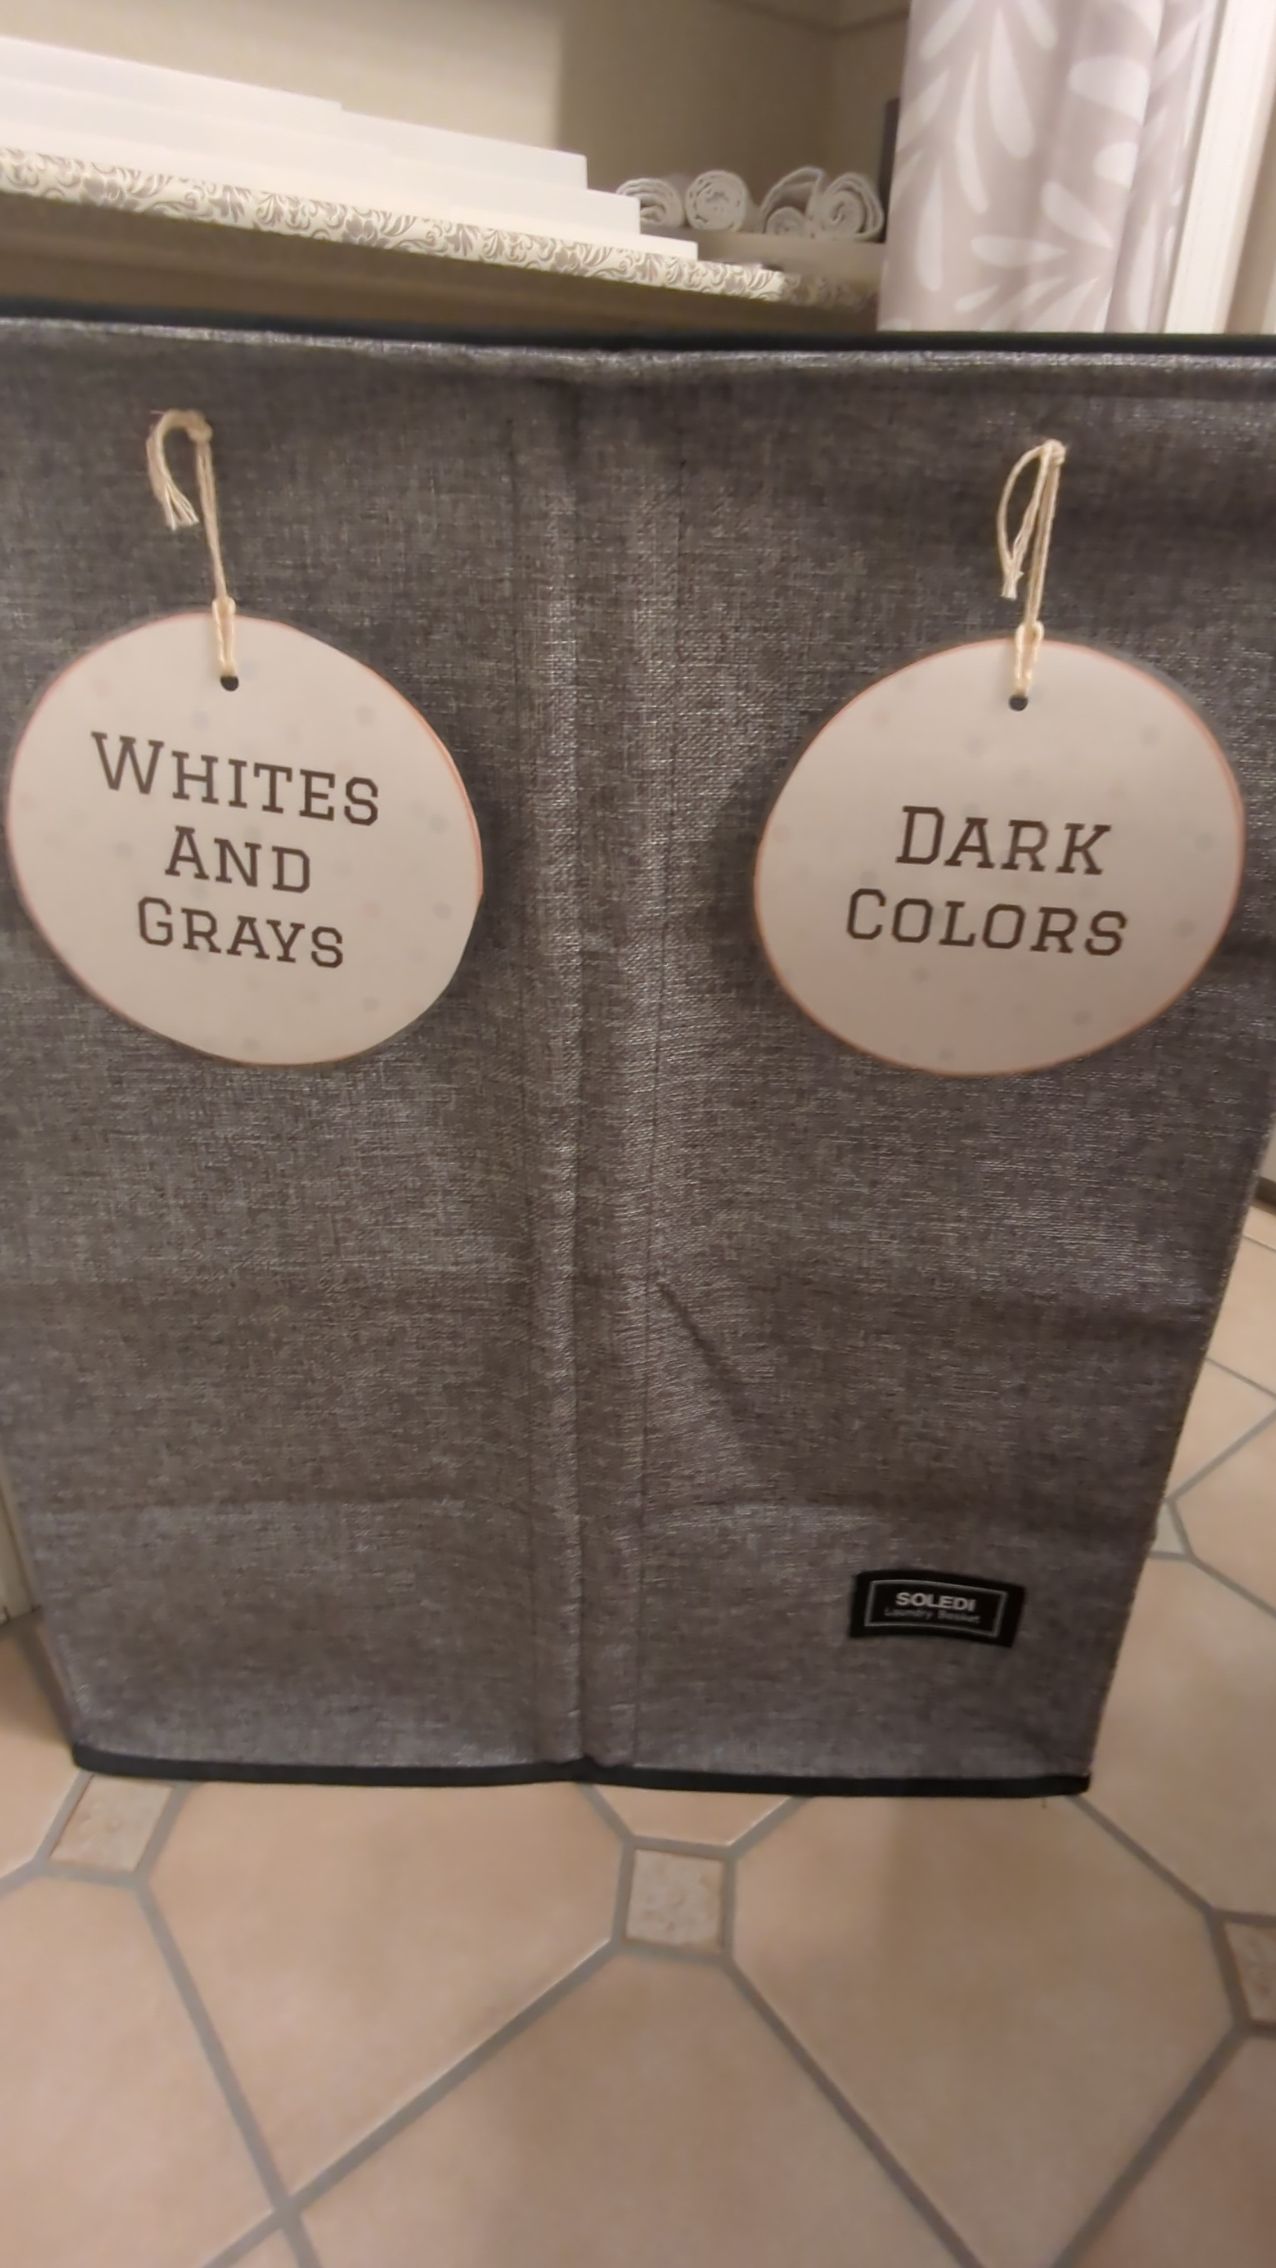 WHITES
AND
GRAYS
DARK
COLORS
SOLEDI
Laundry Basket